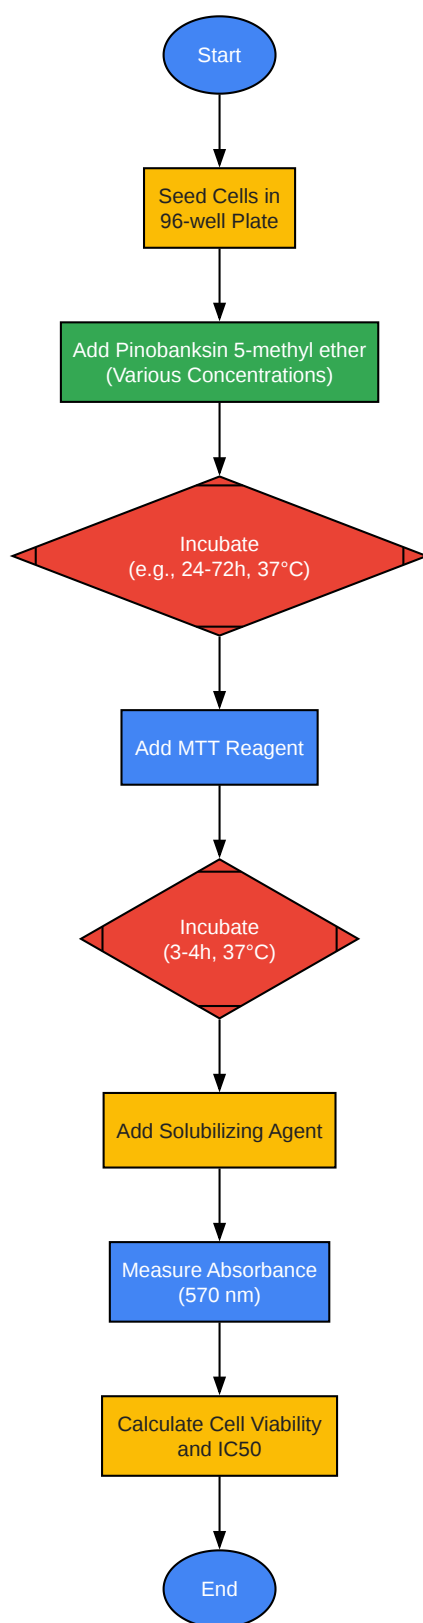 Start
Seed Cells in
96-well Plate
Add Pinobanksin 5-methyl ether
(Various Concentrations)
Incubate
(e.g., 24-72h, 37°C)
Add MTT Reagent
Incubate
(3-4h, 37°C)
Add Solubilizing Agent
Measure Absorbance
(570 nm)
Calculate Cell Viability
and IC50
End